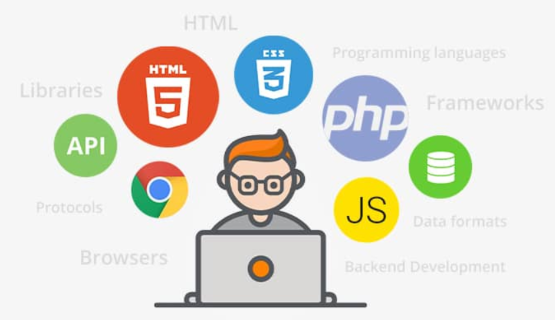 HTML
CSS
3
Programming languages
HTML
5
Libraries
php
Frameworks
API
JS
Protocols
Data formats
Browsers
Backend Development